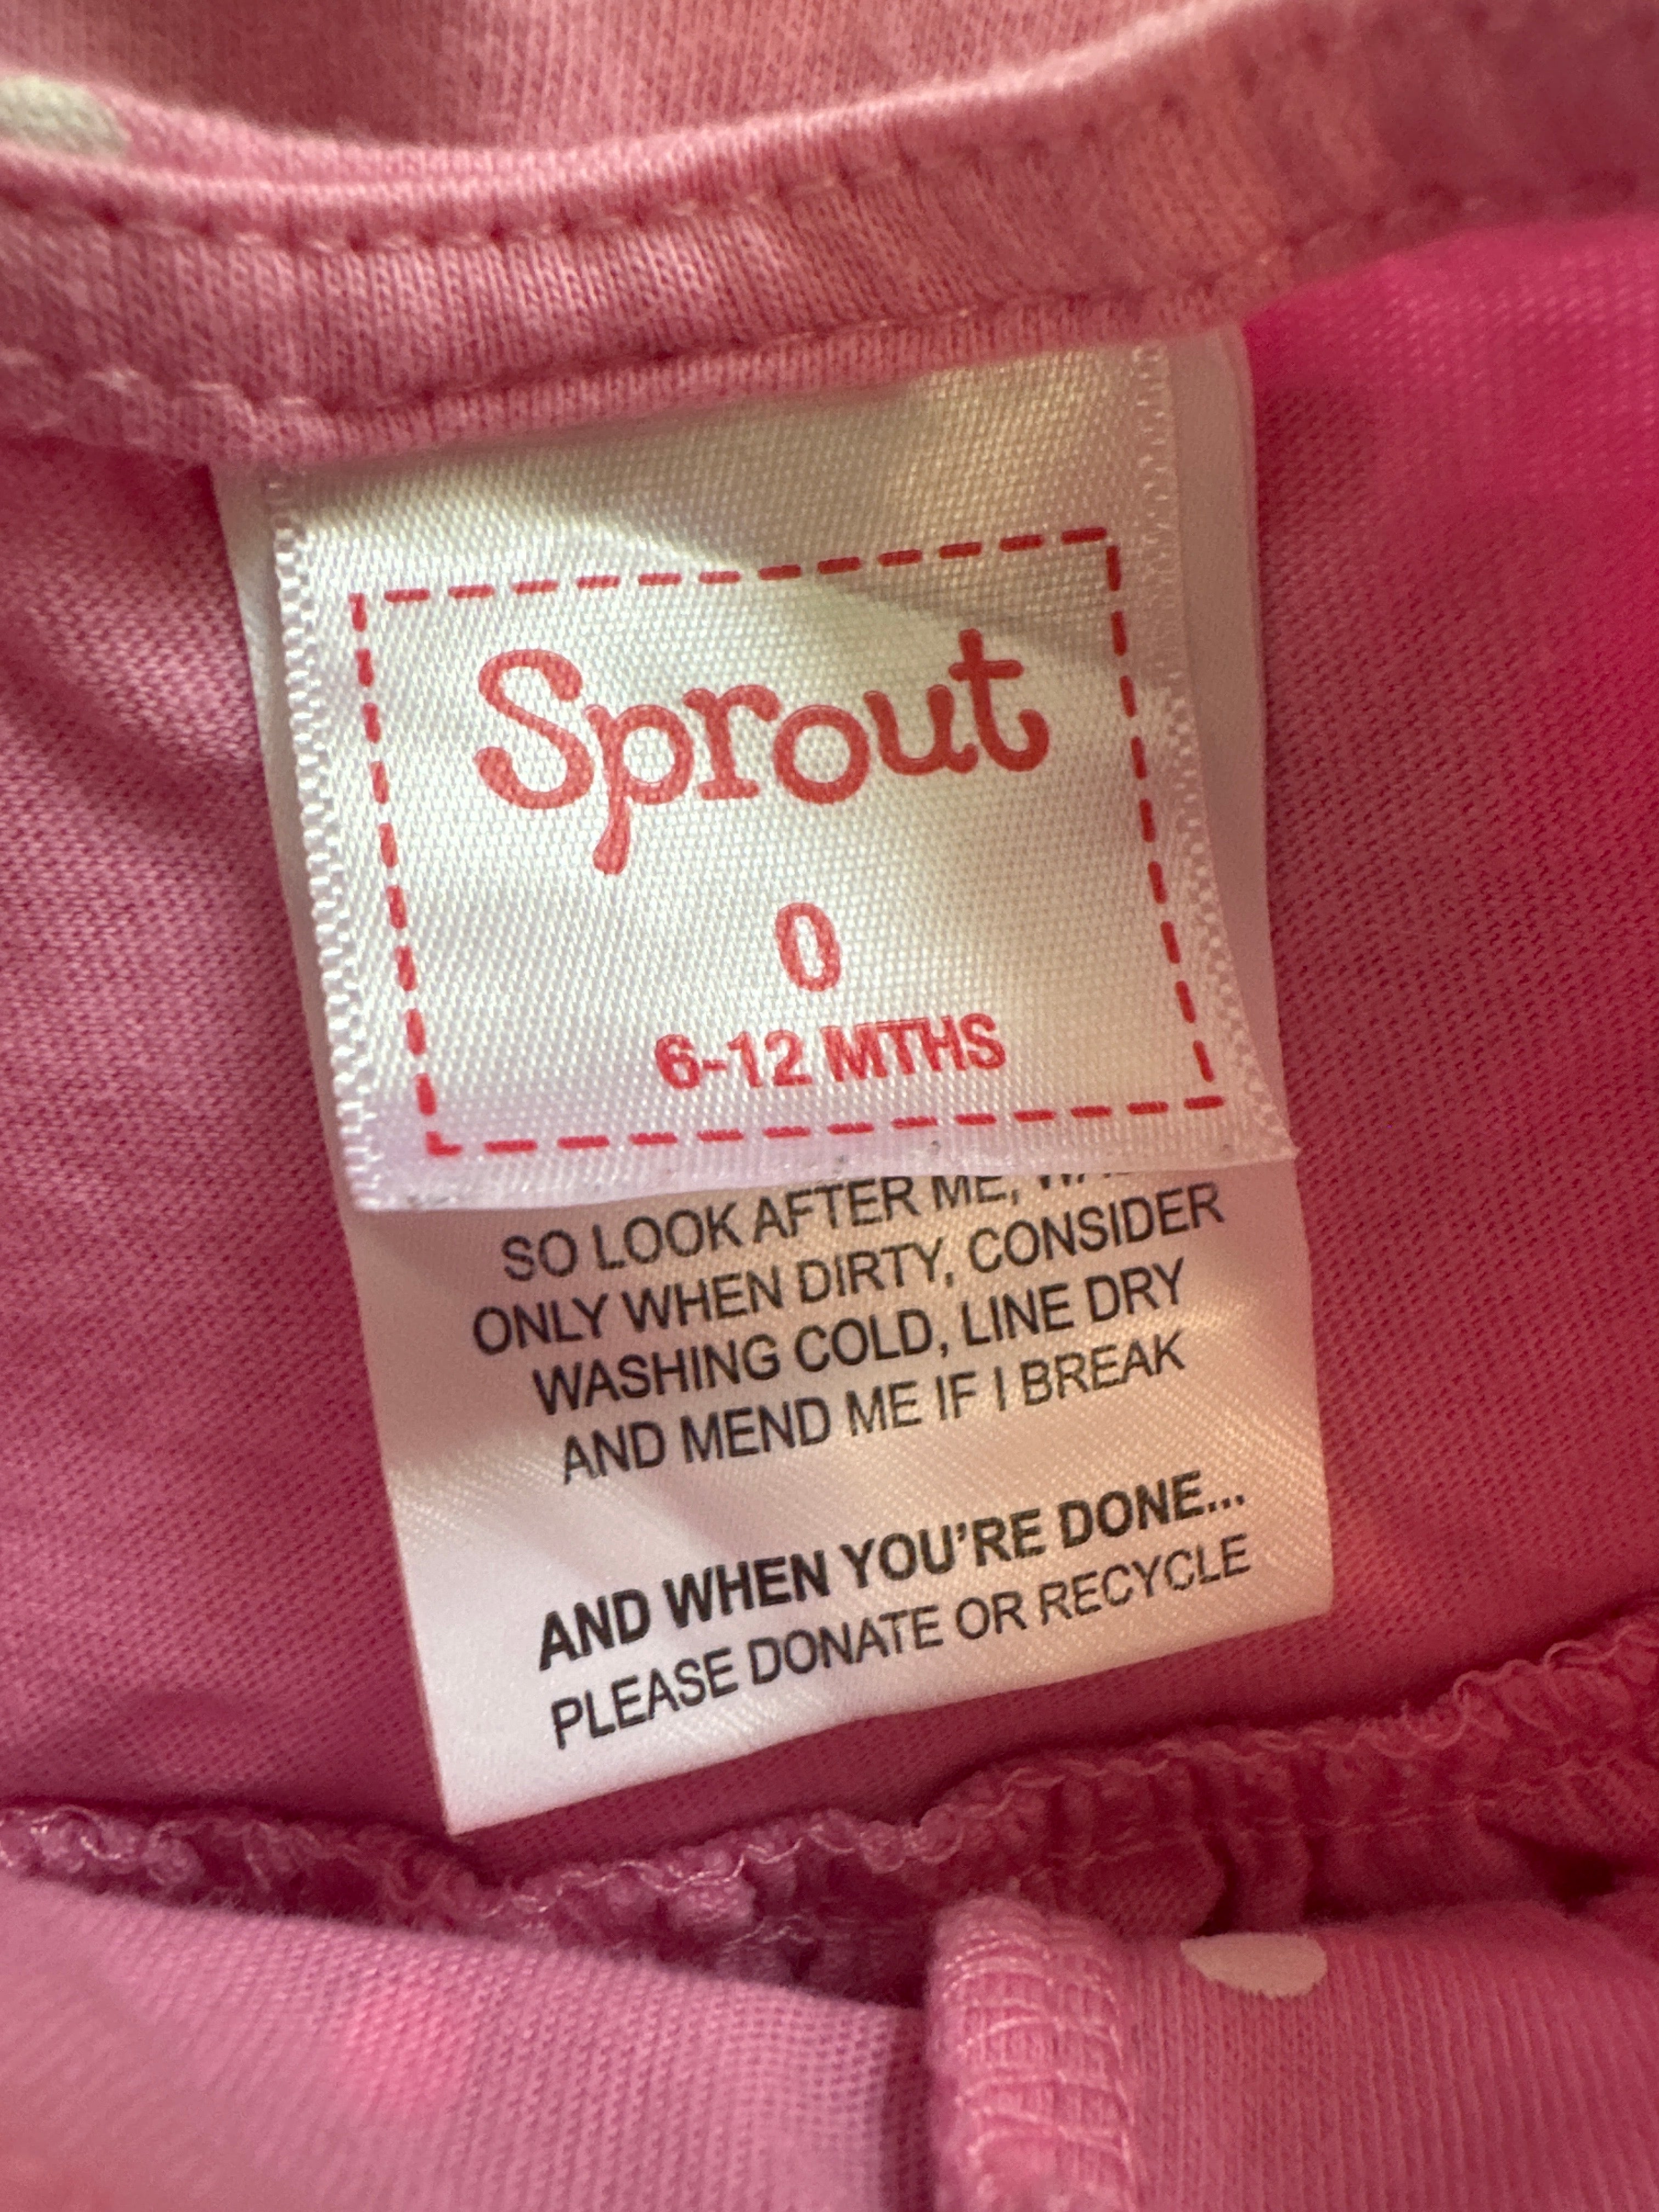 Sprout
0
6-12 MTHS
SO LOOK AFTER ME,
ONLY WHEN DIRTY, CONSIDER
WASHING COLD, LINE DRY
AND MEND ME IF I BREAK
AND WHEN YOU'RE DONE...
PLEASE DONATE OR RECYCLE